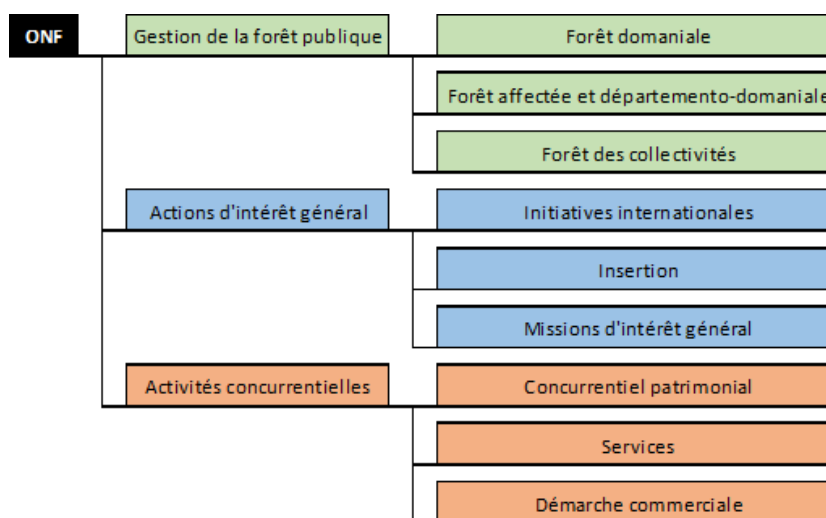 ONF
Gestion de la forêt publique
Forêt domaniale
Forêt affectée et départemento-domaniale
Forêt des collectivités
Actions d'intérêt général
Initiatives internationales
Insertion
Missions d'intérêt général
Activités concurrentielles
Concurrentiel patrimonial
Services
Démarche commerciale